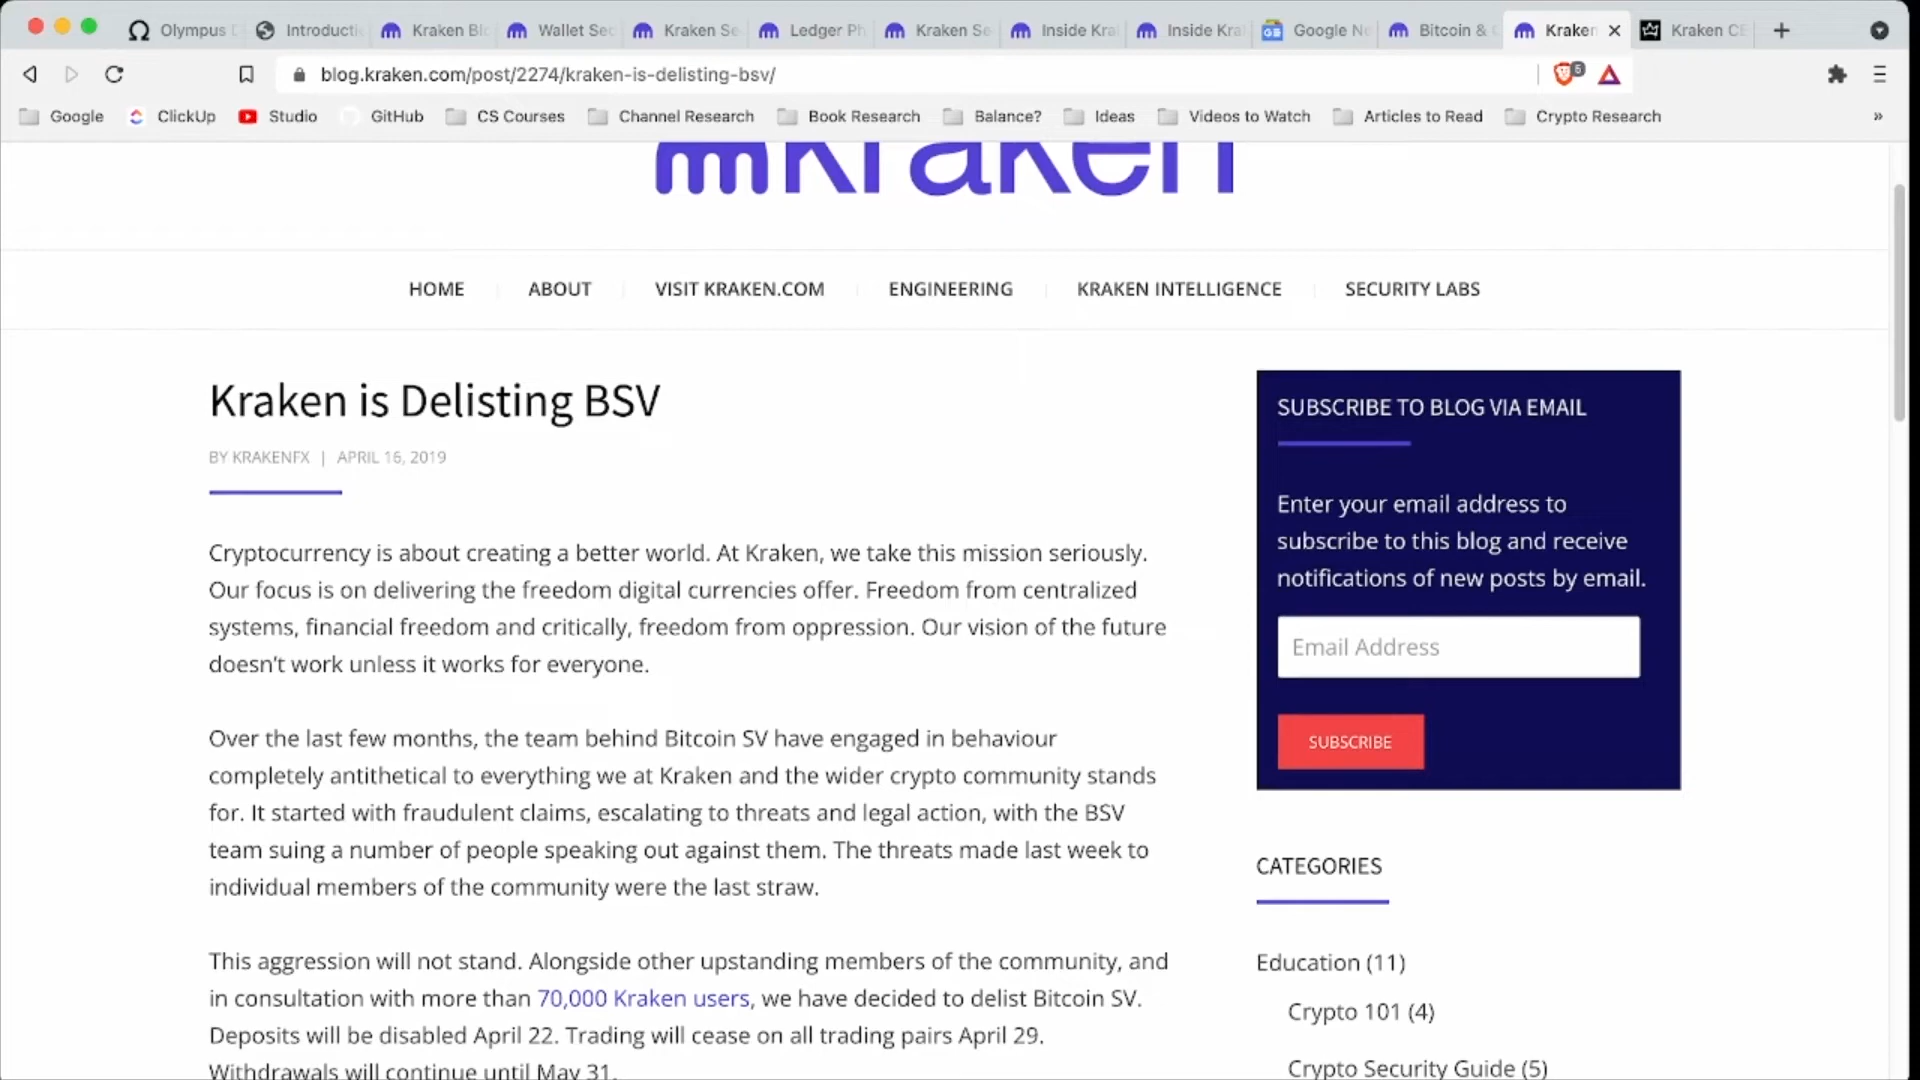 Olympus D
Introducti
Kraken Blo
Wallet Sec
Kraken Se
Ledger Ph
Kraken Se
Inside Kra
Inside Kra
Google Ne
Bitcoin & C
Kraken
Kraken CE
blog.kraken.com/post/2274/kraken-is-delisting-bsv/
5
Google
ClickUp
Studio
GitHub
CS Courses
Channel Research
Book Research
Balance?
Ideas
Videos to Watch
Articles to Read
Crypto Research
»
kraken
HOME
ABOUT
VISIT KRAKEN.COM
ENGINEERING
KRAKEN INTELLIGENCE
SECURITY LABS
Kraken is Delisting BSV
BY KRAKENFX | APRIL 16, 2019
Cryptocurrency is about creating a better world. At Kraken, we take this mission seriously.
Our focus is on delivering the freedom digital currencies offer. Freedom from centralized
systems, financial freedom and critically, freedom from oppression. Our vision of the future
doesn't work unless it works for everyone.
Over the last few months, the team behind Bitcoin SV have engaged in behaviour
completely antithetical to everything we at Kraken and the wider crypto community stands
for. It started with fraudulent claims, escalating to threats and legal action, with the BSV
team suing a number of people speaking out against them. The threats made last week to
individual members of the community were the last straw.
This aggression will not stand. Alongside other upstanding members of the community, and
in consultation with more than 70,000 Kraken users, we have decided to delist Bitcoin SV.
Deposits will be disabled April 22. Trading will cease on all trading pairs April 29.
Withdrawals will continue until May 31.
SUBSCRIBE TO BLOG VIA EMAIL
Enter your email address to
subscribe to this blog and receive
notifications of new posts by email.
Email Address
SUBSCRIBE
CATEGORIES
Education (11)
Crypto 101 (4)
Crypto Security Guide (5)